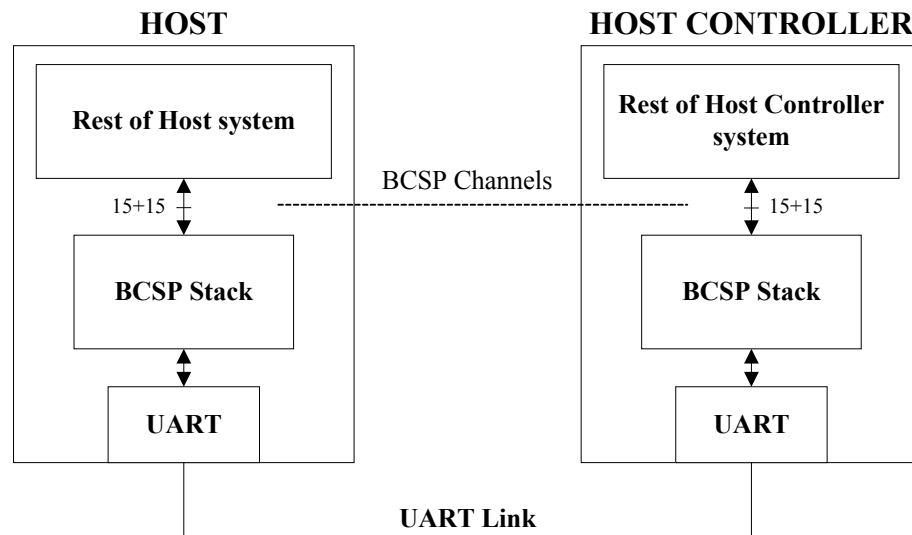 HOST
HOST CONTROLLER
Rest of Host system
Rest of Host Controller
system
BCSP Channels
15+15
15+15
BCSP Stack
BCSP Stack
UART
UART
UART Link